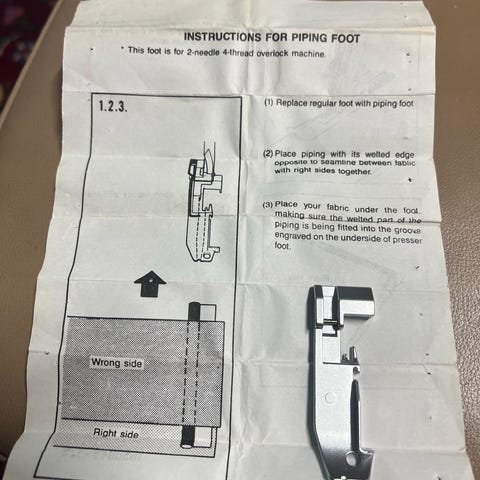 INSTRUCTIONS FOR PIPING FOOT
* This foot is for 2-needle 4-thread overlock machine.
1.2.3.
(1) Replace regular foot with piping foot
(2) Place piping with its welted edge
opposite to seamline between fablic
with right sides together.
(3) Place your fabric under the foot
making sure the welted part of the
piping is being fitted into the groove
engraved on the underside of presser
foot.
Wrong side
Right side